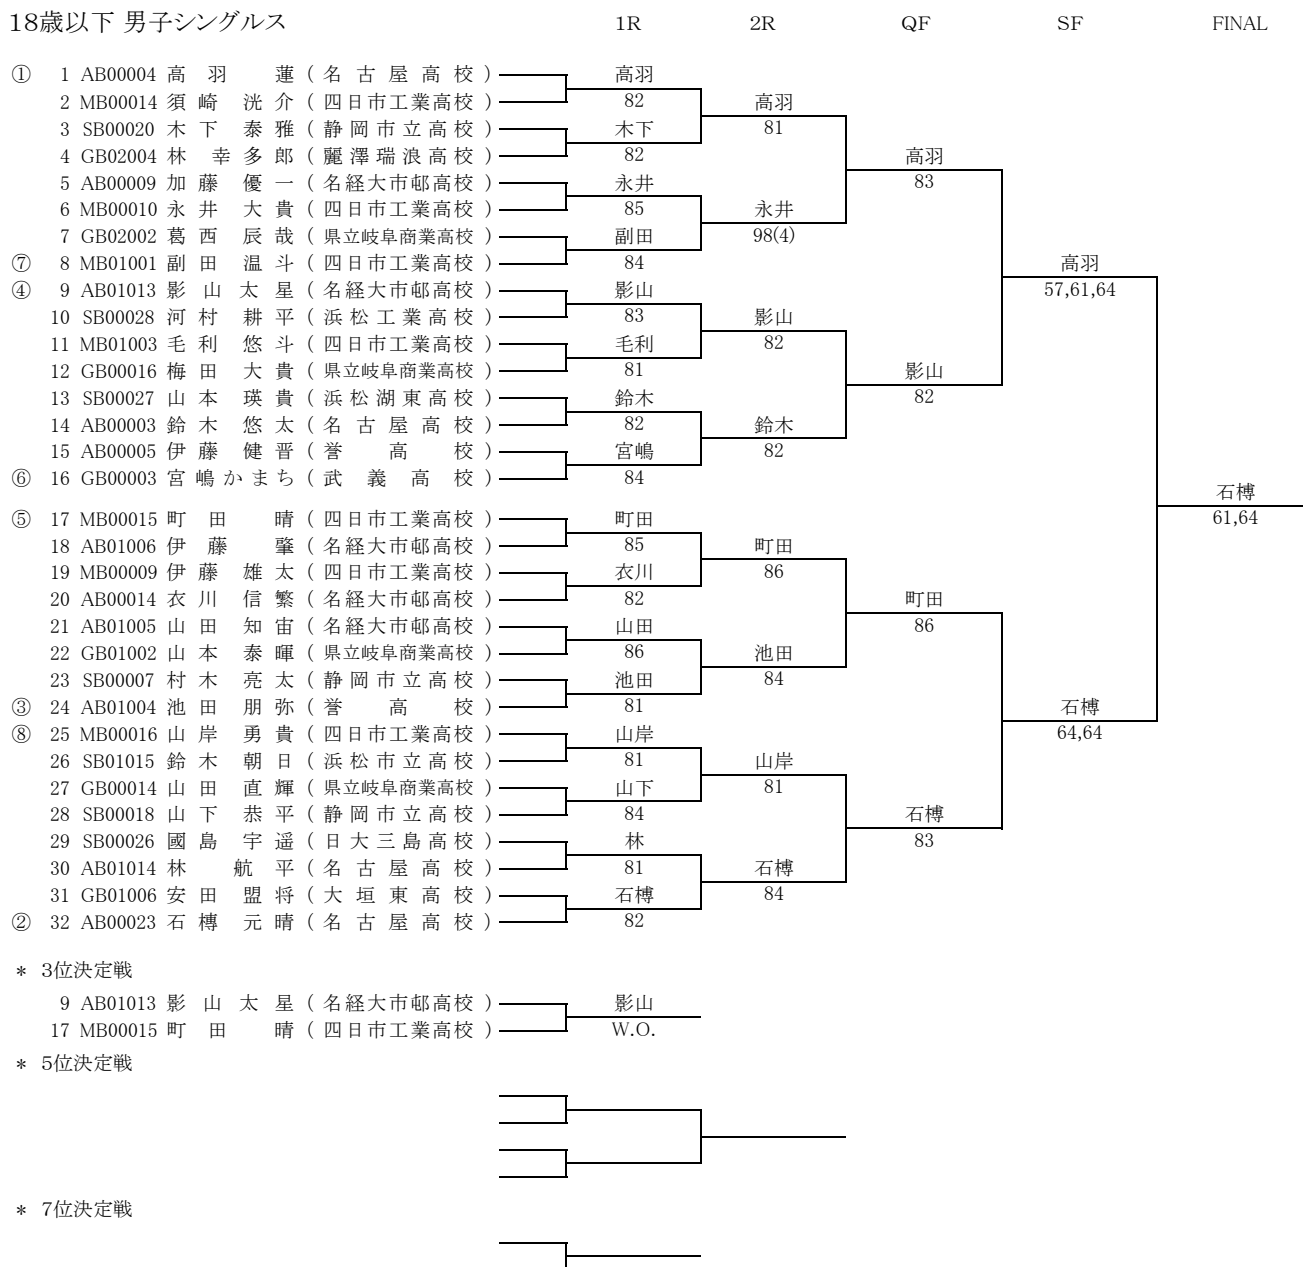 18歳以下 男子シングルス 1R 2R QF SF FINAL
① 1 AB00004 高羽 蓮 (名古屋高校) 高羽
2 MB00014 須崎 洸介 (四日市工業高校) 82 高羽
3 SB00020 木下 泰雅 (静岡市立高校) 木下 81
4 GB02004 林 幸多郎 (麗澤瑞浪高校) 82 高羽
5 AB00009 加藤 優一 (名経大市邨高校) 永井 83
6 MB00010 永井 大貴 (四日市工業高校) 85 永井
7 GB02002 葛西 辰哉 (県立岐阜商業高校) 副田 98(4)
⑦ 8 MB01001 副田 温斗 (四日市工業高校) 84 高羽
④ 9 AB01013 影山 太星 (名経大市邨高校) 影山 57,61,64
10 SB00028 河村 耕平 (浜松工業高校) 83 影山
11 MB01003 毛利 悠斗 (四日市工業高校) 毛利 82
12 GB00016 梅田 大貴 (県立岐阜商業高校) 81 影山
13 SB00027 山本 瑛貴 (浜松湖東高校) 鈴木 82
14 AB00003 鈴木 悠太 (名古屋高校) 82 鈴木
15 AB00005 伊藤 健晋 (誉高校) 宮嶋 82
⑥ 16 GB00003 宮嶋かまち (武義高校) 84
石榑
⑤ 17 MB00015 町田 晴 (四日市工業高校) 町田 61,64
18 AB01006 伊藤 肇 (名経大市邨高校) 85 町田
19 MB00009 伊藤 雄太 (四日市工業高校) 衣川 86
20 AB00014 衣川 信繁 (名経大市邨高校) 82 町田
21 AB01005 山田 知宙 (名経大市邨高校) 山田 86
22 GB01002 山本 泰暉 (県立岐阜商業高校) 86 池田
23 SB00007 村木 亮太 (静岡市立高校) 池田 84
③ 24 AB01004 池田 朋弥 (誉高校) 81 石榑
⑧ 25 MB00016 山岸 勇貴 (四日市工業高校) 山岸 64,64
26 SB01015 鈴木 朝日 (浜松市立高校) 81 山岸
27 GB00014 山田 直輝 (県立岐阜商業高校) 山下 81
28 SB00018 山下 恭平 (静岡市立高校) 84 石榑
29 SB00026 國島 宇遥 (日大三島高校) 林 83
30 AB01014 林 航平 (名古屋高校) 81 石榑
31 GB01006 安田 盟将 (大垣東高校) 石榑 84
② 32 AB00023 石榑 元晴 (名古屋高校) 82
* 3位決定戦
9 AB01013 影山 太星 (名経大市邨高校) 影山
17 MB00015 町田 晴 (四日市工業高校) W.O.
* 5位決定戦
* 7位決定戦